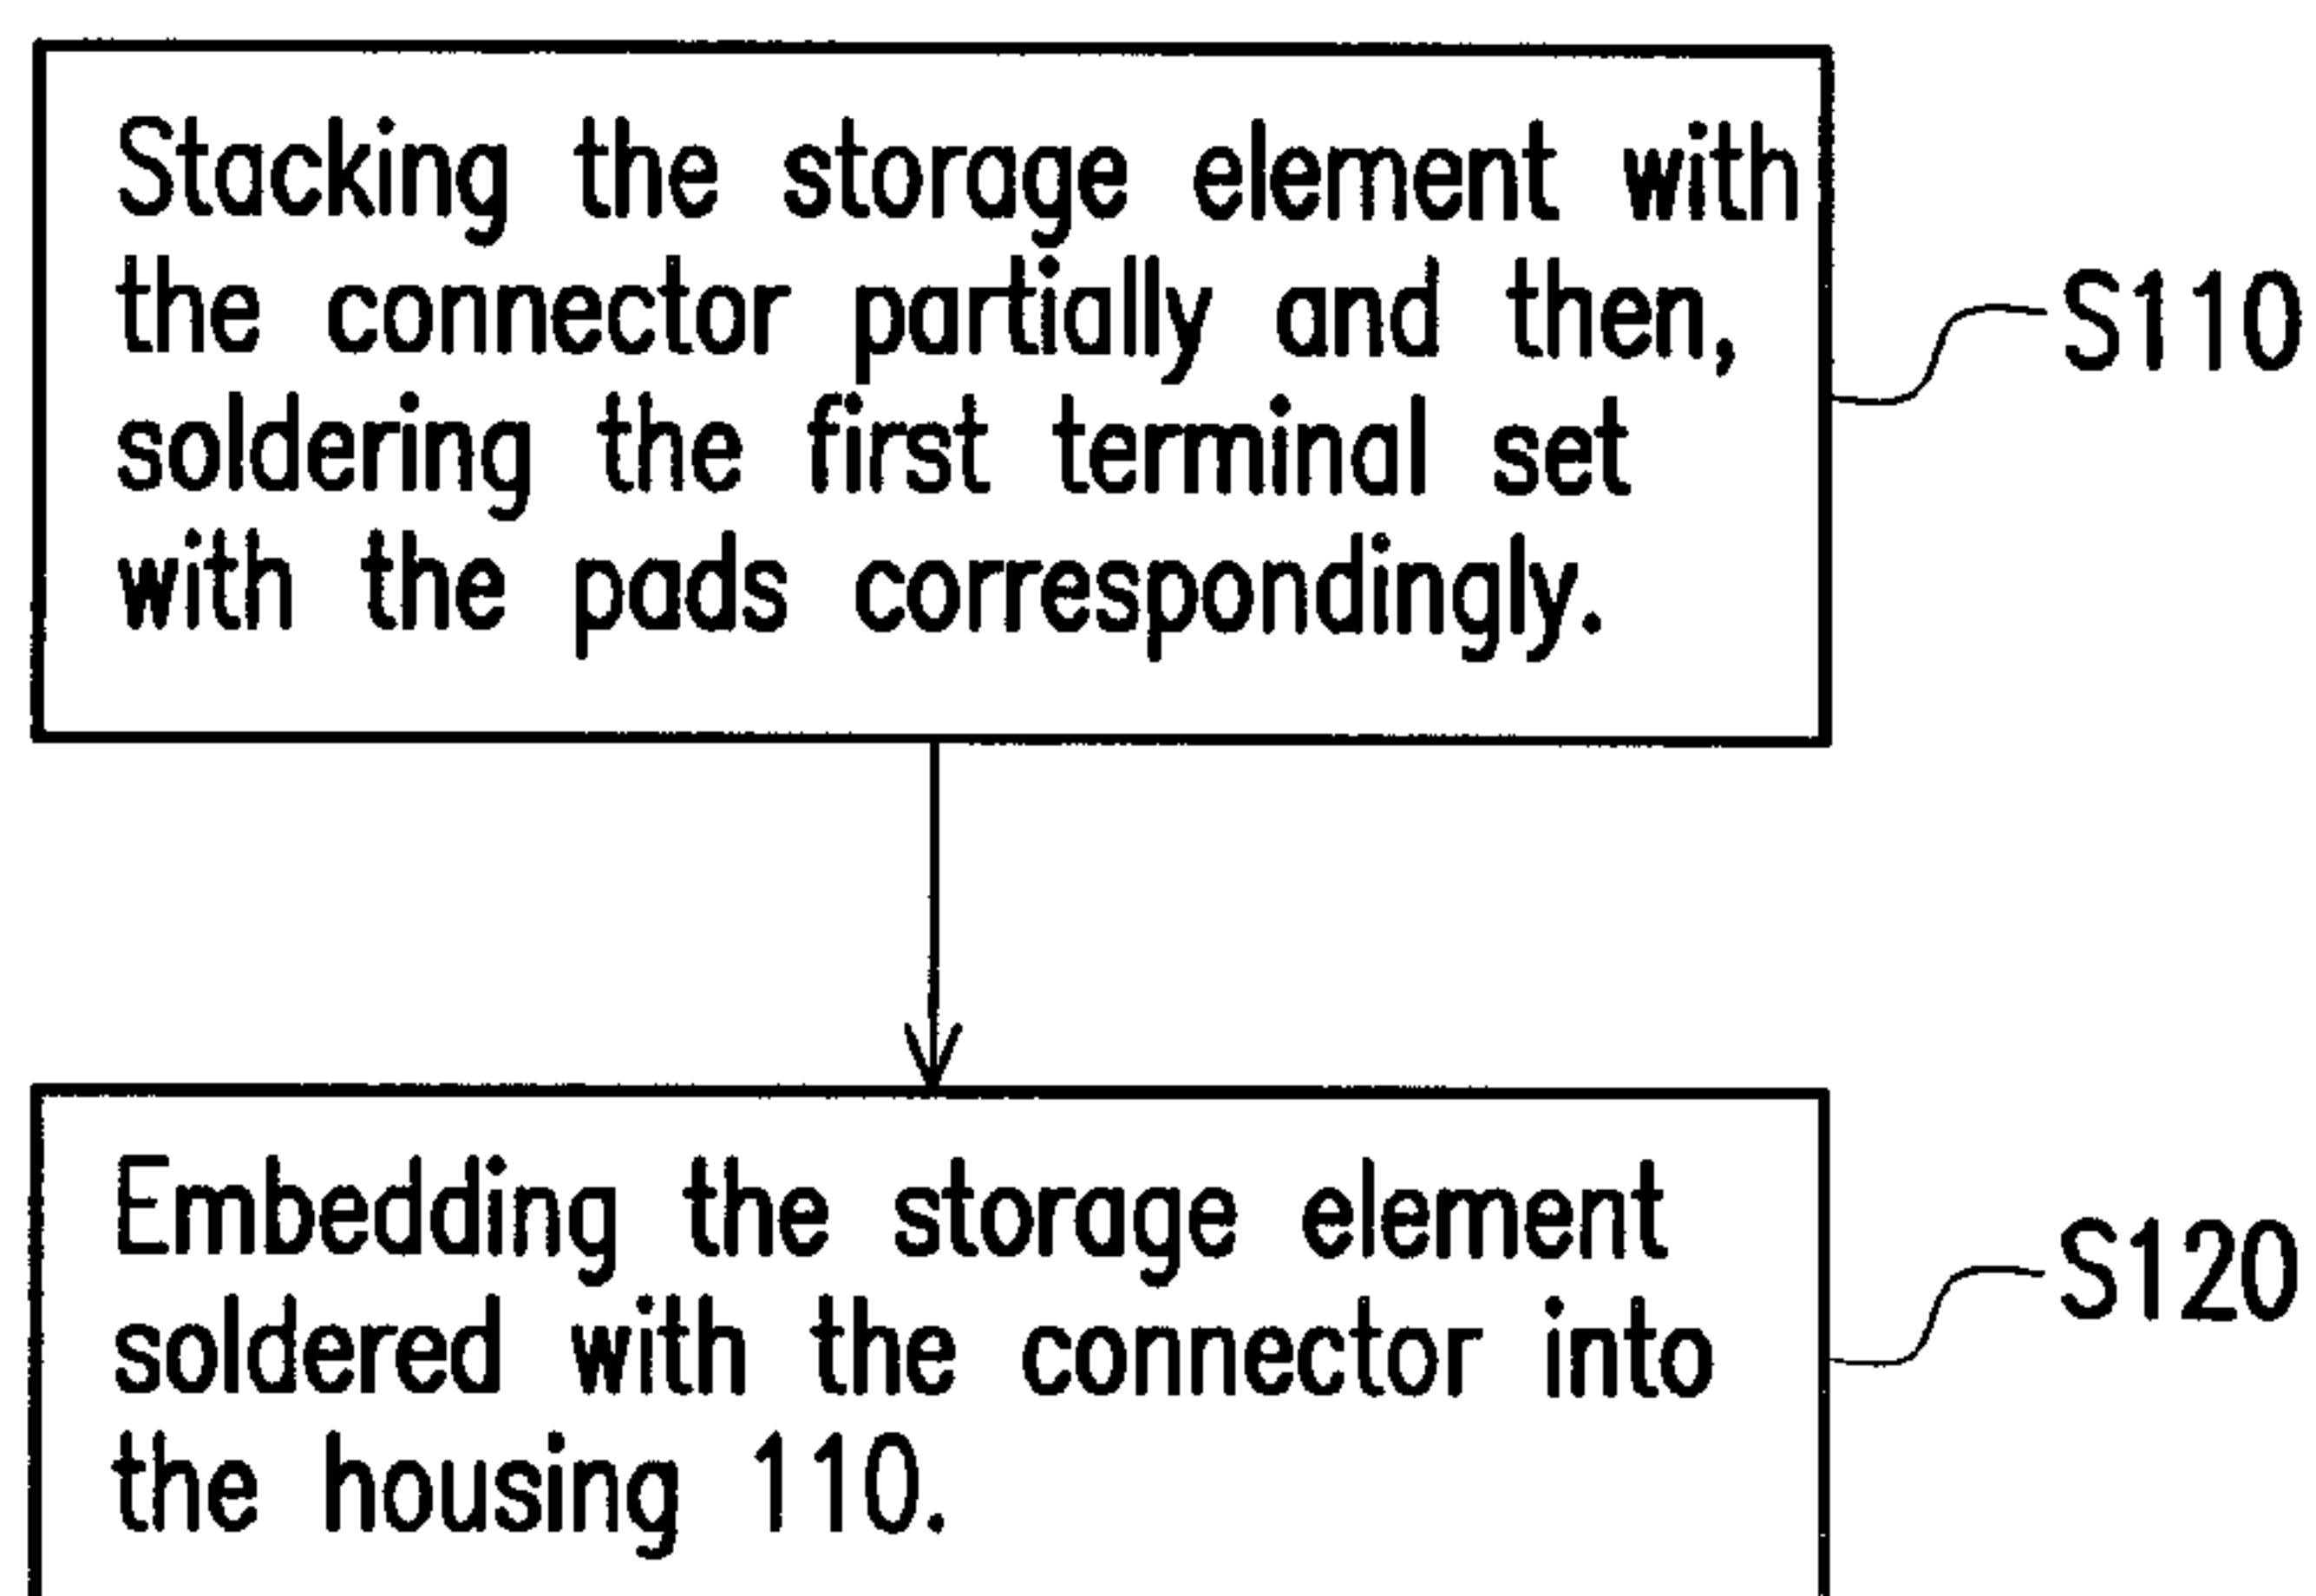 Stacking the storage element with
the connector partially and then,
soldering the first terminal set
with the pads correspondingly.
S110
Embedding the storage element
soldered with the connector into
the housing 110.
S120